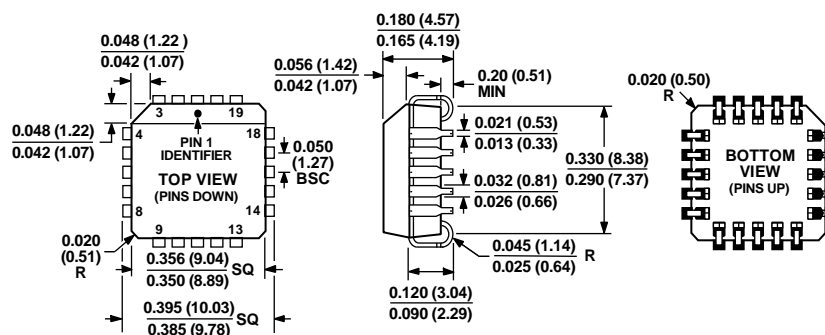 0.180 (4.57)
0.165 (4.19)
0.048 (1.22 )
0.042 (1.07)
0.056 (1.42)
0.042 (1.07)
0.20 (0.51)
MIN
0.020 (0.50)
R
3
19
0.048 (1.22)
0.042 (1.07)
4
18
PIN 1
IDENTIFIER
0.050
(1.27)
BSC
TOP VIEW
(PINS DOWN)
8
14
9
13
0.020
(0.51)
R
0.356 (9.04)
0.350 (8.89)
SQ
0.395 (10.03)
0.385 (9.78)
SQ
0.021 (0.53)
0.013 (0.33)
0.330 (8.38)
0.290 (7.37)
0.032 (0.81)
0.026 (0.66)
0.045 (1.14)
0.025 (0.64)
R
0.120 (3.04)
0.090 (2.29)
BOTTOM
VIEW
(PINS UP)